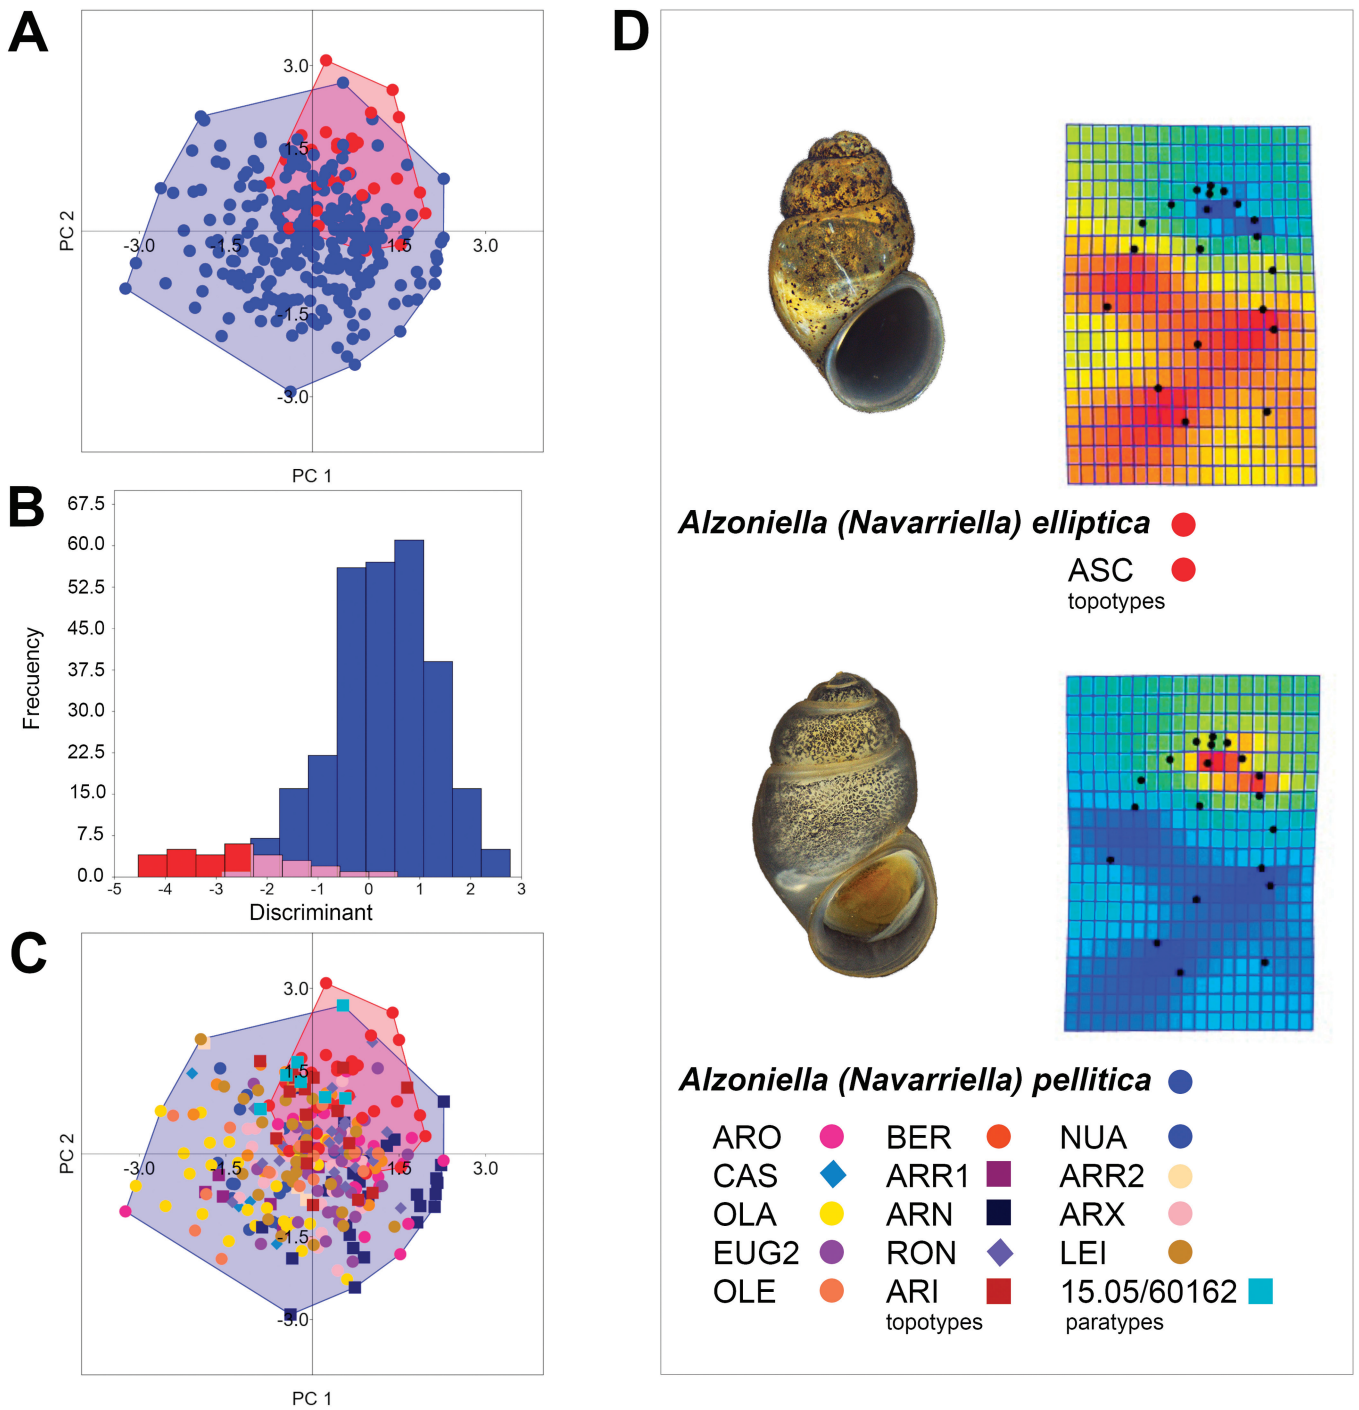 A
3.0
1.5
-3.0
-1.5
1.5
3.0
-1.5
-3.0
PC 2
PC 1
B
67.5
60.0
52.5
45.0
37.5
30.0
22.5
15.0
7.5
0.0
-5
-4
-3
-2
-1
0
1
2
3
Frecuency
Discriminant
C
3.0
1.5
-3.0
-1.5
1.5
3.0
-1.5
-3.0
PC 2
PC 1
D
Alzoniella (Navarriella) elliptica
ASC
topotypes
Alzoniella (Navarriella) pellitica
ARO BER NUA
CAS ARR1 ARR2
OLA ARN ARX
EUG2 RON LEI
OLE ARI 15.05/60162
topotypes paratypes